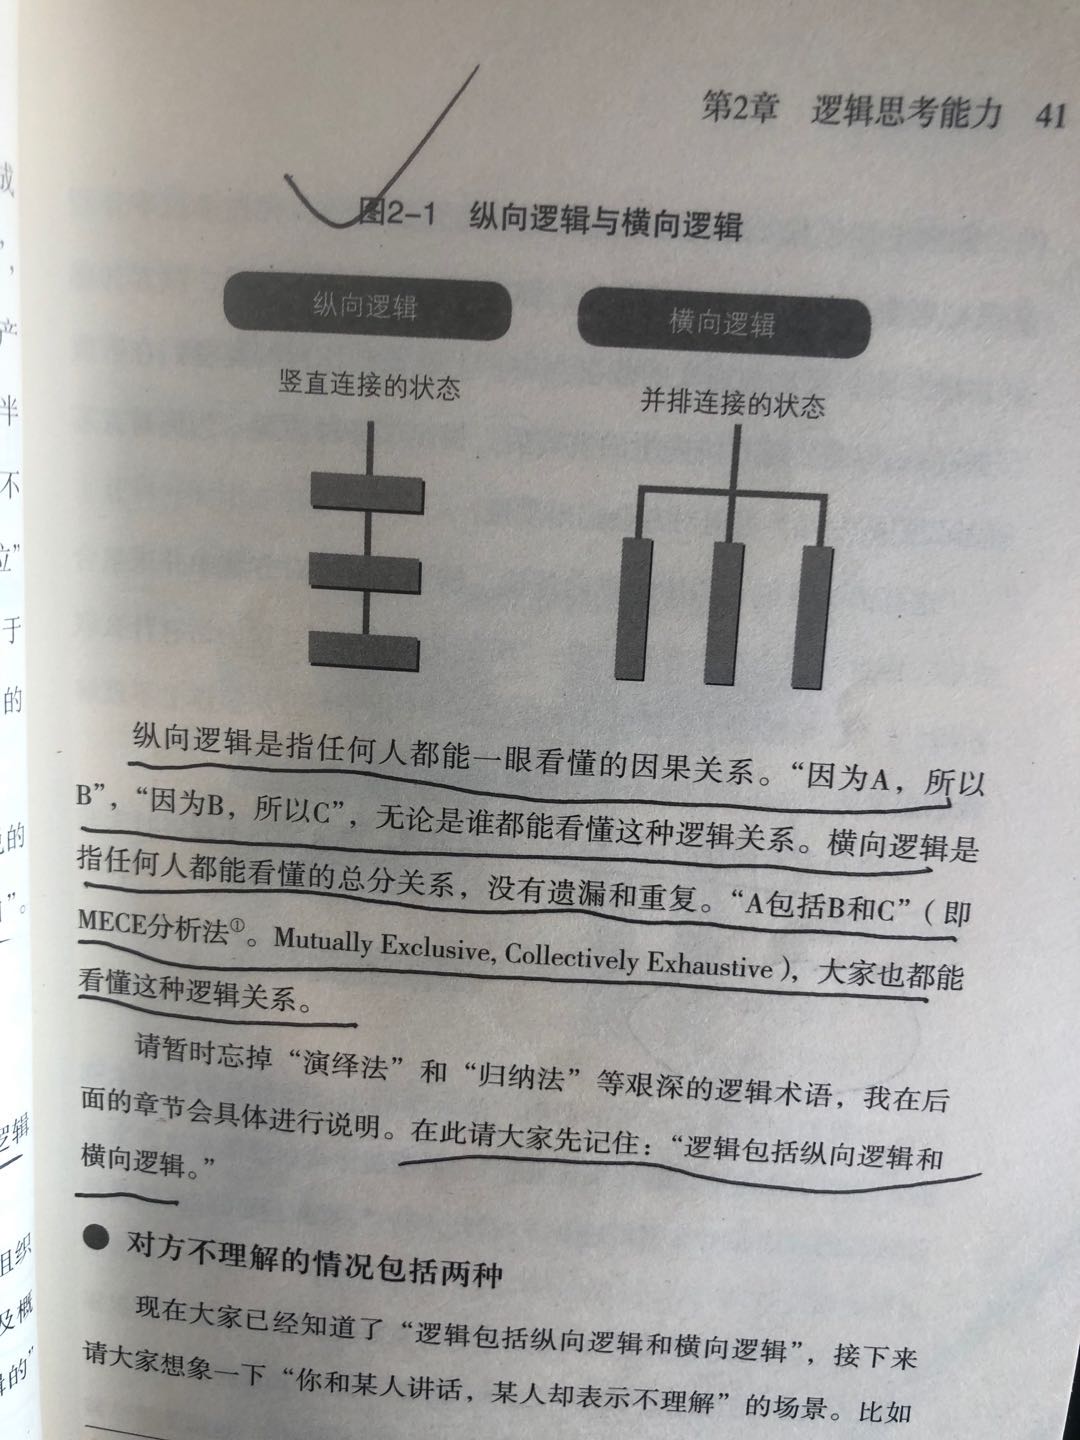 第2章 逻辑思考能力 41
图2-1 纵向逻辑与横向逻辑
纵向逻辑
横向逻辑
竖直连接的状态
并排连接的状态
纵向逻辑是指任何人都能一眼看懂的因果关系。“因为A，所以
B”，“因为B，所以C”，无论是谁都能看懂这种逻辑关系。横向逻辑是
指任何人都能看懂的总分关系，没有遗漏和重复。“A包括B和C”（即
MECE分析法①。Mutually Exclusive, Collectively Exhaustive），大家也都能
看懂这种逻辑关系。
请暂时忘掉“演绎法”和“归纳法”等艰深的逻辑术语，我在后
面的章节会具体进行说明。在此请大家先记住：“逻辑包括纵向逻辑和
横向逻辑。”
● 对方不理解的情况包括两种
现在大家已经知道了“逻辑包括纵向逻辑和横向逻辑”，接下来
请大家想象一下“你和某人讲话，某人却表示不理解”的场景。比如